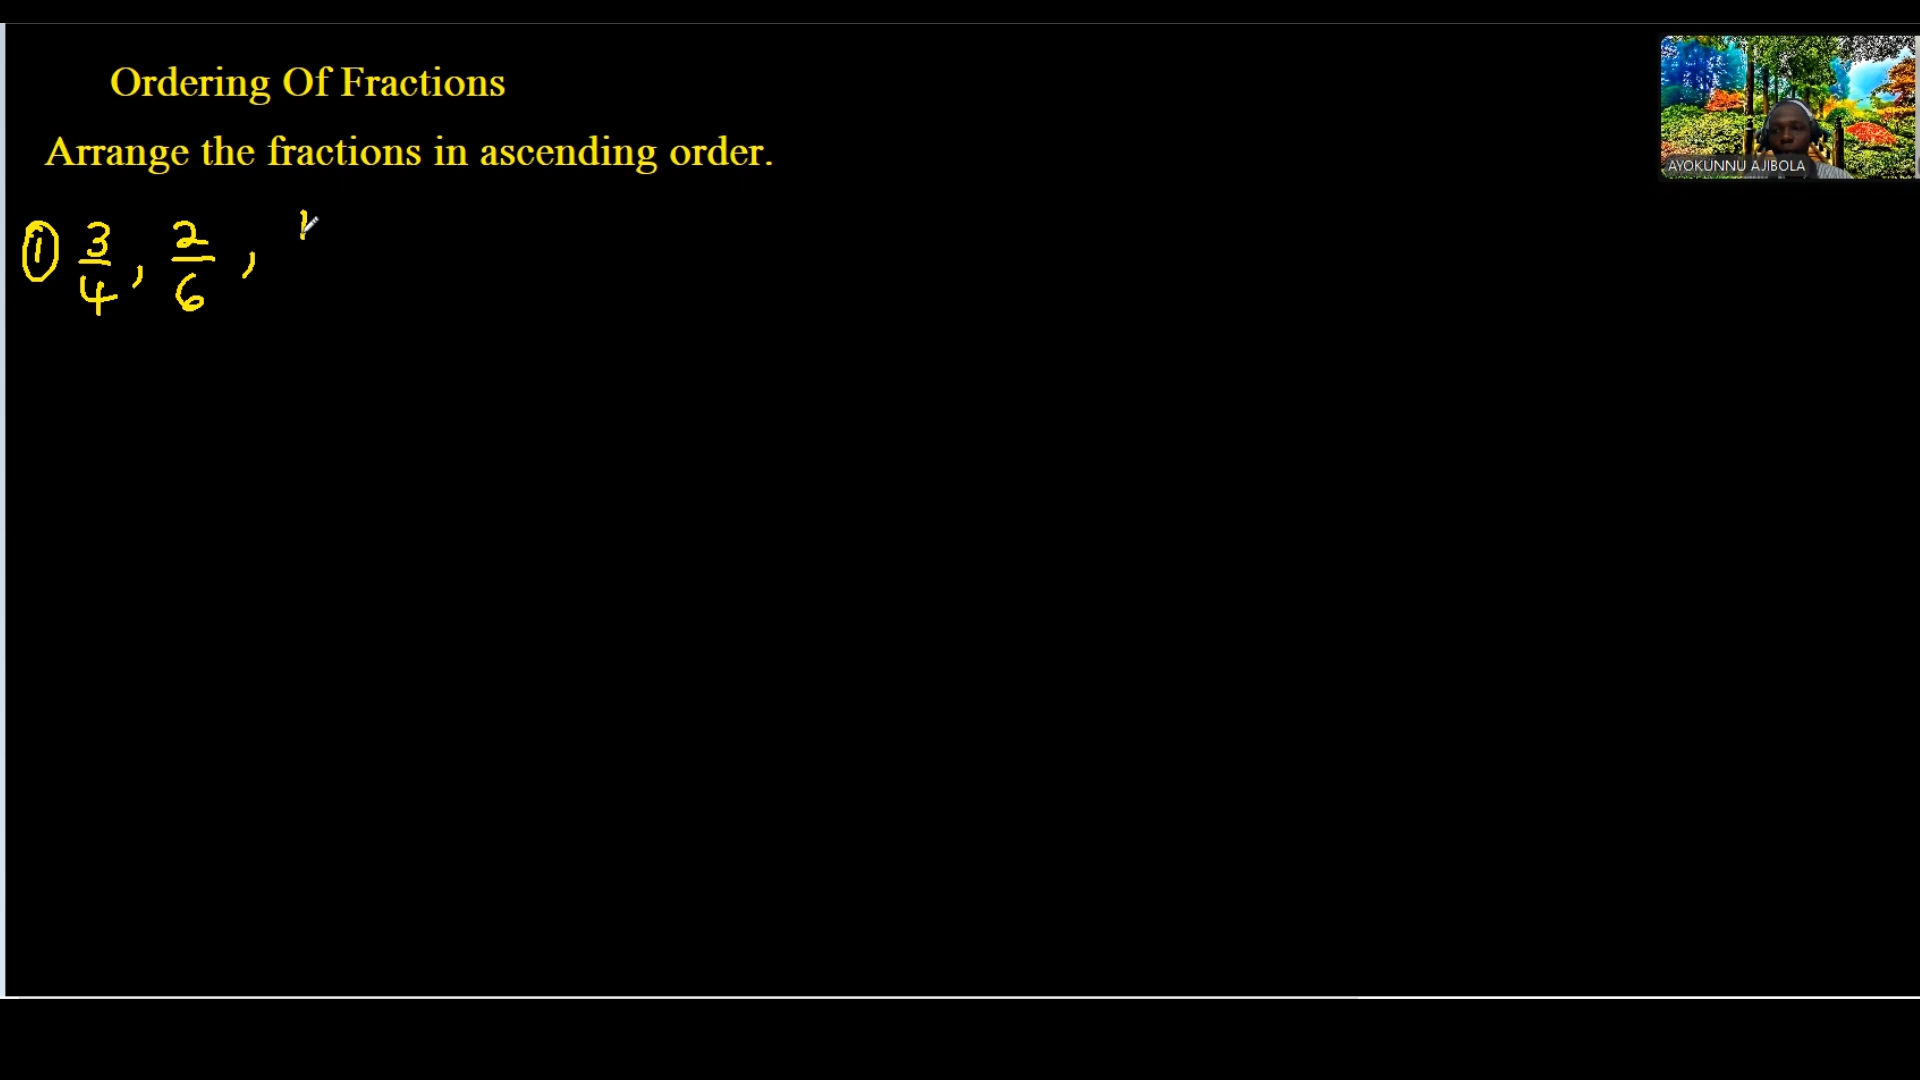 Ordering Of Fractions
Arrange the fractions in ascending order.
① 3/4 , 2/6 ,
AYOKUNNU AJIBOLA